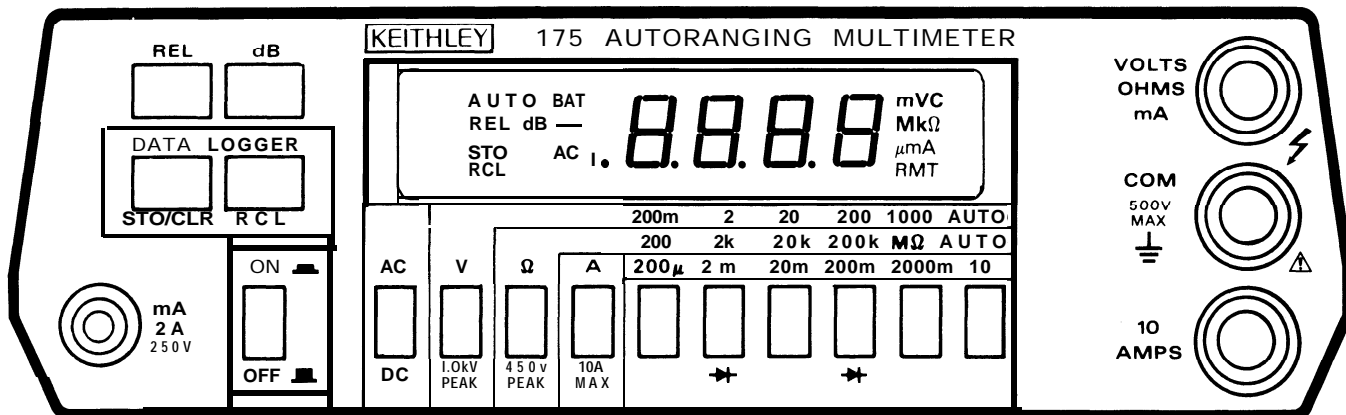 KEITHLEY 175 AUTORANGING MULTIMETER
REL dB
DATA LOGGER
STO/CLR RCL
ON
OFF
mA
2A
250V
AUTO BAT
REL dB —
STO AC
RCL
1.8.8.8.8
mVC
MkΩ
μmA
RMT
200m 2 20 200 1000 AUTO
200 2k 20k 200k MΩ AUTO
200μ 2m 20m 200m 2000m 10
AC V Ω A
DC
1.0kV
PEAK
450v
PEAK
10A
MAX
VOLTS
OHMS
mA
COM
500V
MAX
10
AMPS